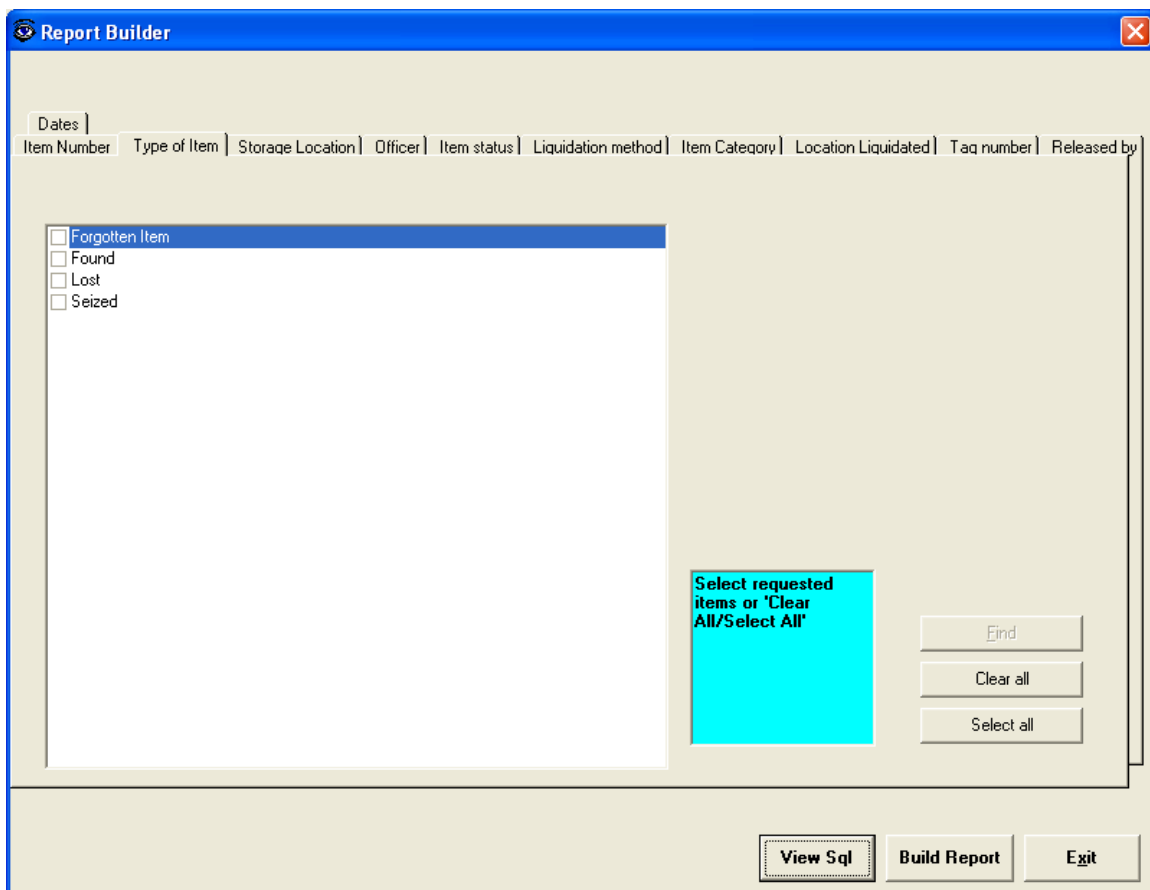 Report Builder
Dates
Item Number Type of Item Storage Location Officer Item status Liquidation method Item Category Location Liquidated Tag number Released by
Forgotten Item
Found
Lost
Seized
Select requested
items or 'Clear
All/Select All'
Find
Clear all
Select all
View Sql Build Report Exit